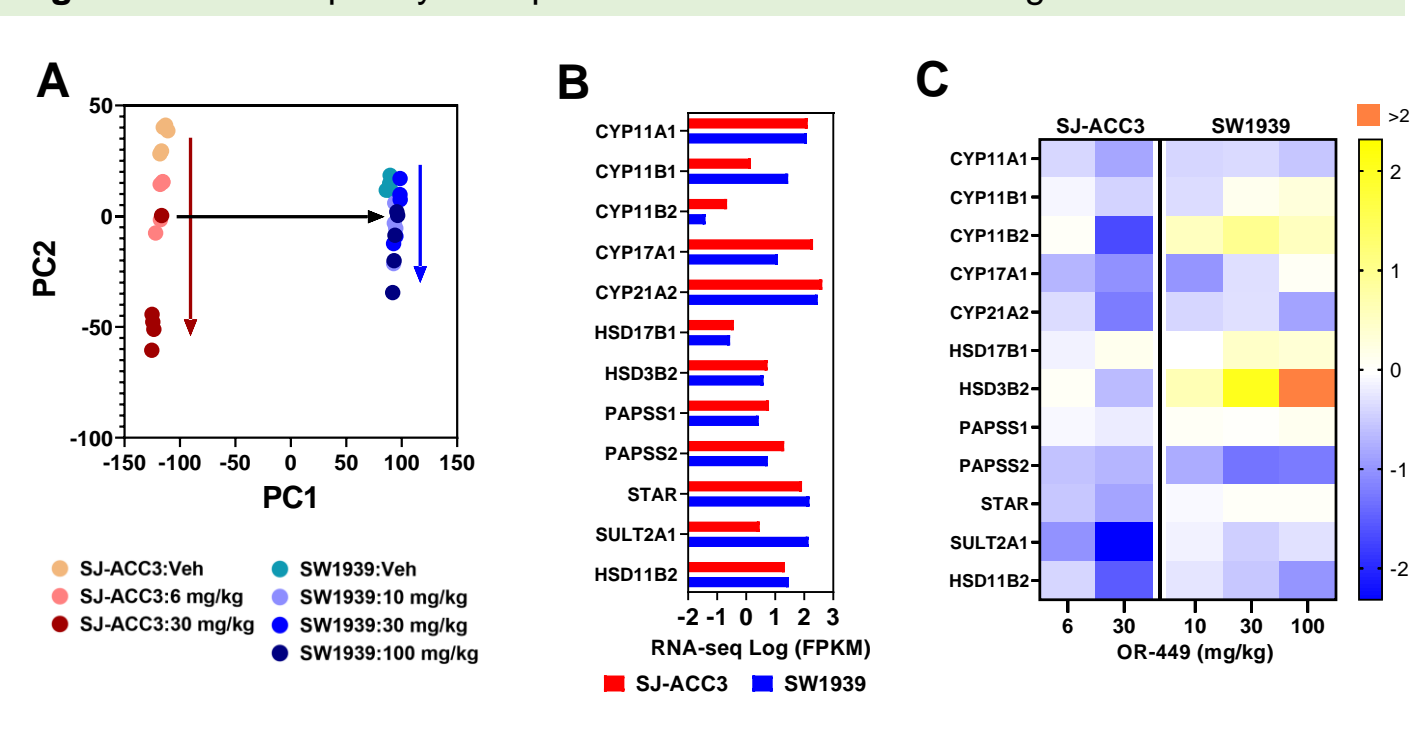 A
50
0
-50
-100
PC2
-150 -100 -50 0 50 100 150
PC1
SJ-ACC3:Veh
SJ-ACC3:6 mg/kg
SJ-ACC3:30 mg/kg
SW1939:Veh
SW1939:10 mg/kg
SW1939:30 mg/kg
SW1939:100 mg/kg
B
CYP11A1
CYP11B1
CYP11B2
CYP17A1
CYP21A2
HSD17B1
HSD3B2
PAPSS1
PAPSS2
STAR
SULT2A1
HSD11B2
-2 -1 0 1 2 3
RNA-seq Log (FPKM)
SJ-ACC3 SW1939
C
SJ-ACC3 SW1939
CYP11A1
CYP11B1
CYP11B2
CYP17A1
CYP21A2
HSD17B1
HSD3B2
PAPSS1
PAPSS2
STAR
SULT2A1
HSD11B2
6 30 10 30 100
OR-449 (mg/kg)
>2
2
1
0
-1
-2